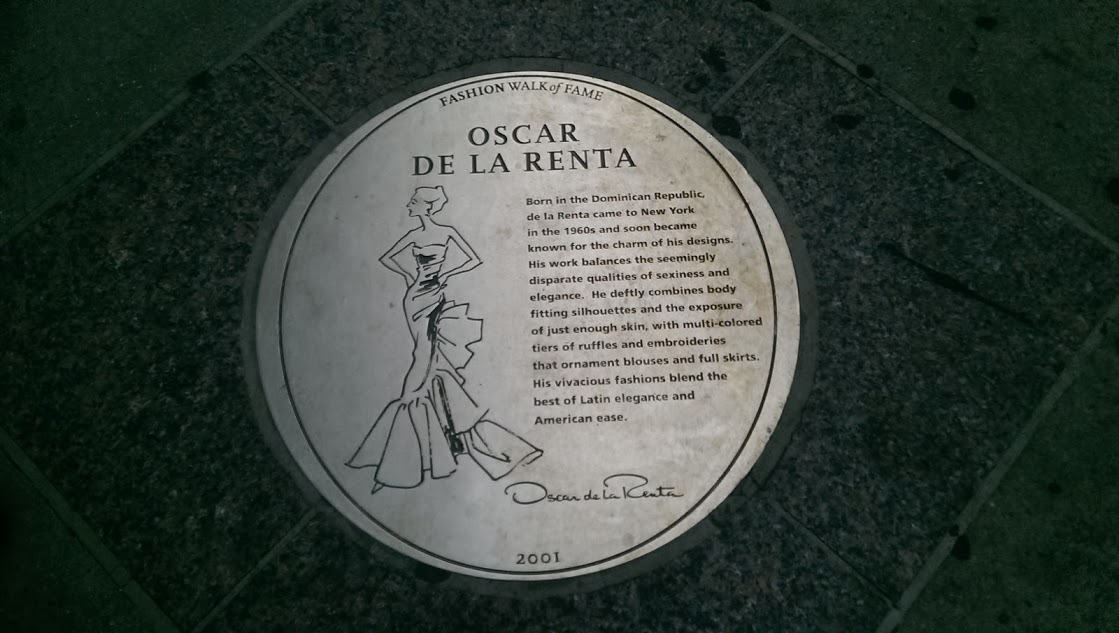 FASHION WALK of FAME
OSCAR
DE LA RENTA
Born in the Dominican Republic,
de la Renta came to New York
in the 1960s and soon became
known for the charm of his designs.
His work balances the seemingly
disparate qualities of sexiness and
elegance. He deftly combines body
fitting silhouettes and the exposure
of just enough skin, with multi-colored
tiers of ruffles and embroideries
that ornament blouses and full skirts.
His vivacious fashions blend the
best of Latin elegance and
American ease.
Oscar de la Renta
2001